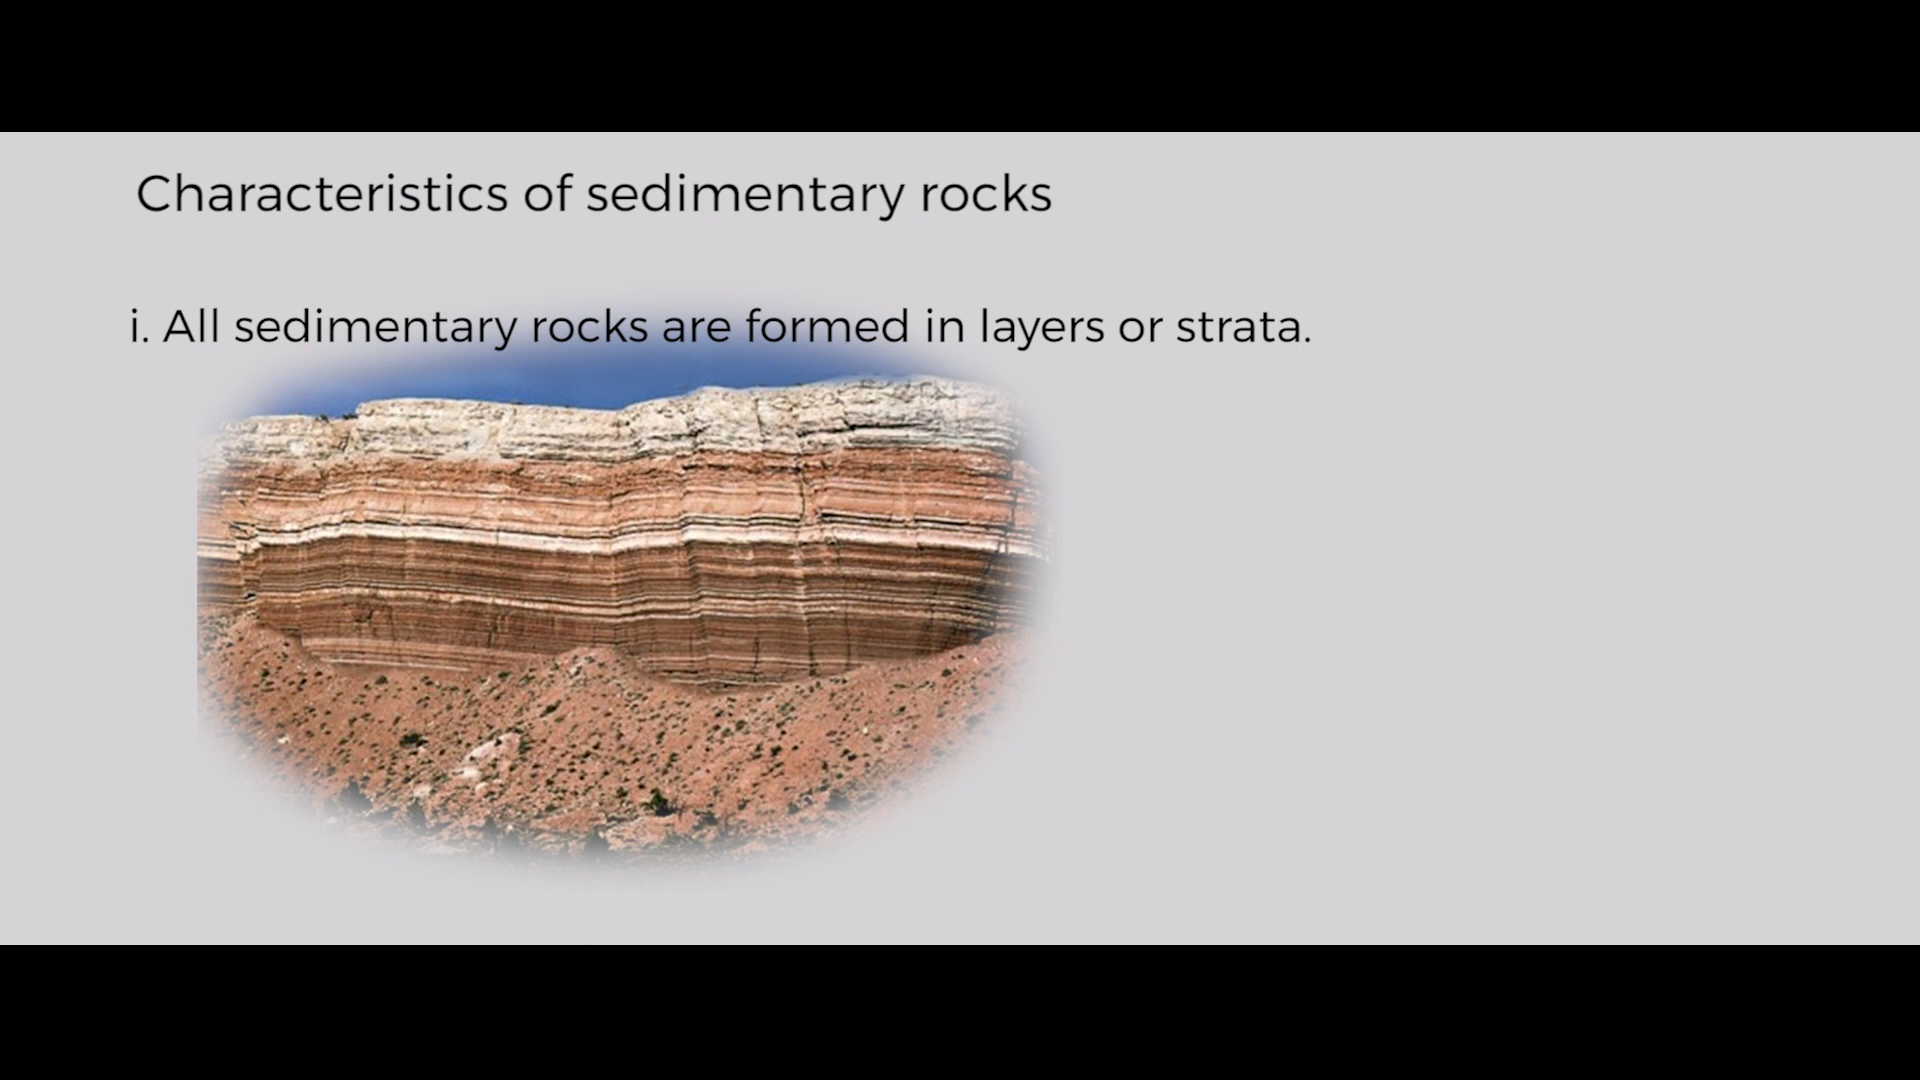 Characteristics of sedimentary rocks
i. All sedimentary rocks are formed in layers or strata.